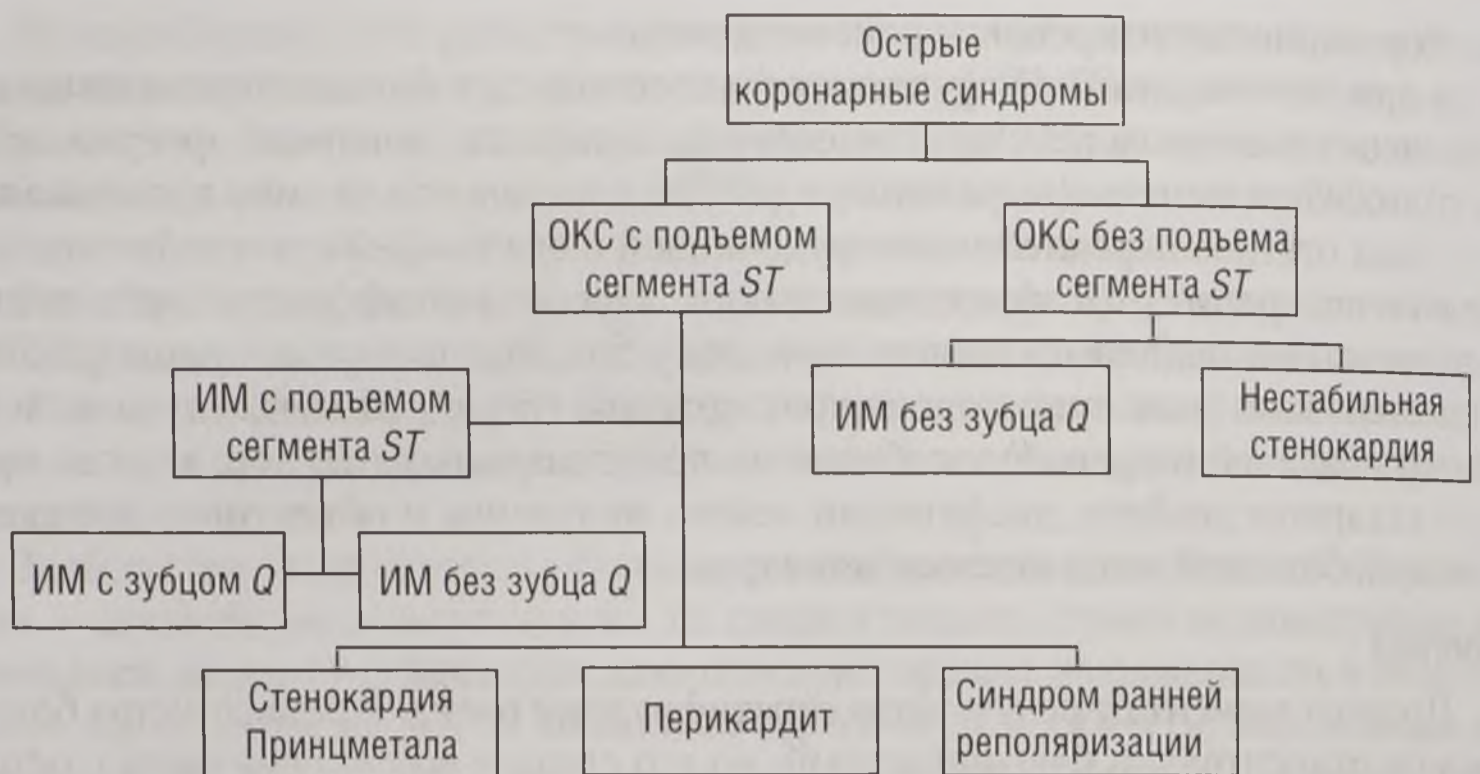 Острые
коронарные синдромы
ОКС с подъемом
сегмента ST
ОКС без подъема
сегмента ST
ИМ с подъемом
сегмента ST
ИМ без зубца Q
Нестабильная
стенокардия
ИМ с зубцом Q
ИМ без зубца Q
Стенокардия
Принцметала
Перикардит
Синдром ранней
реполяризации